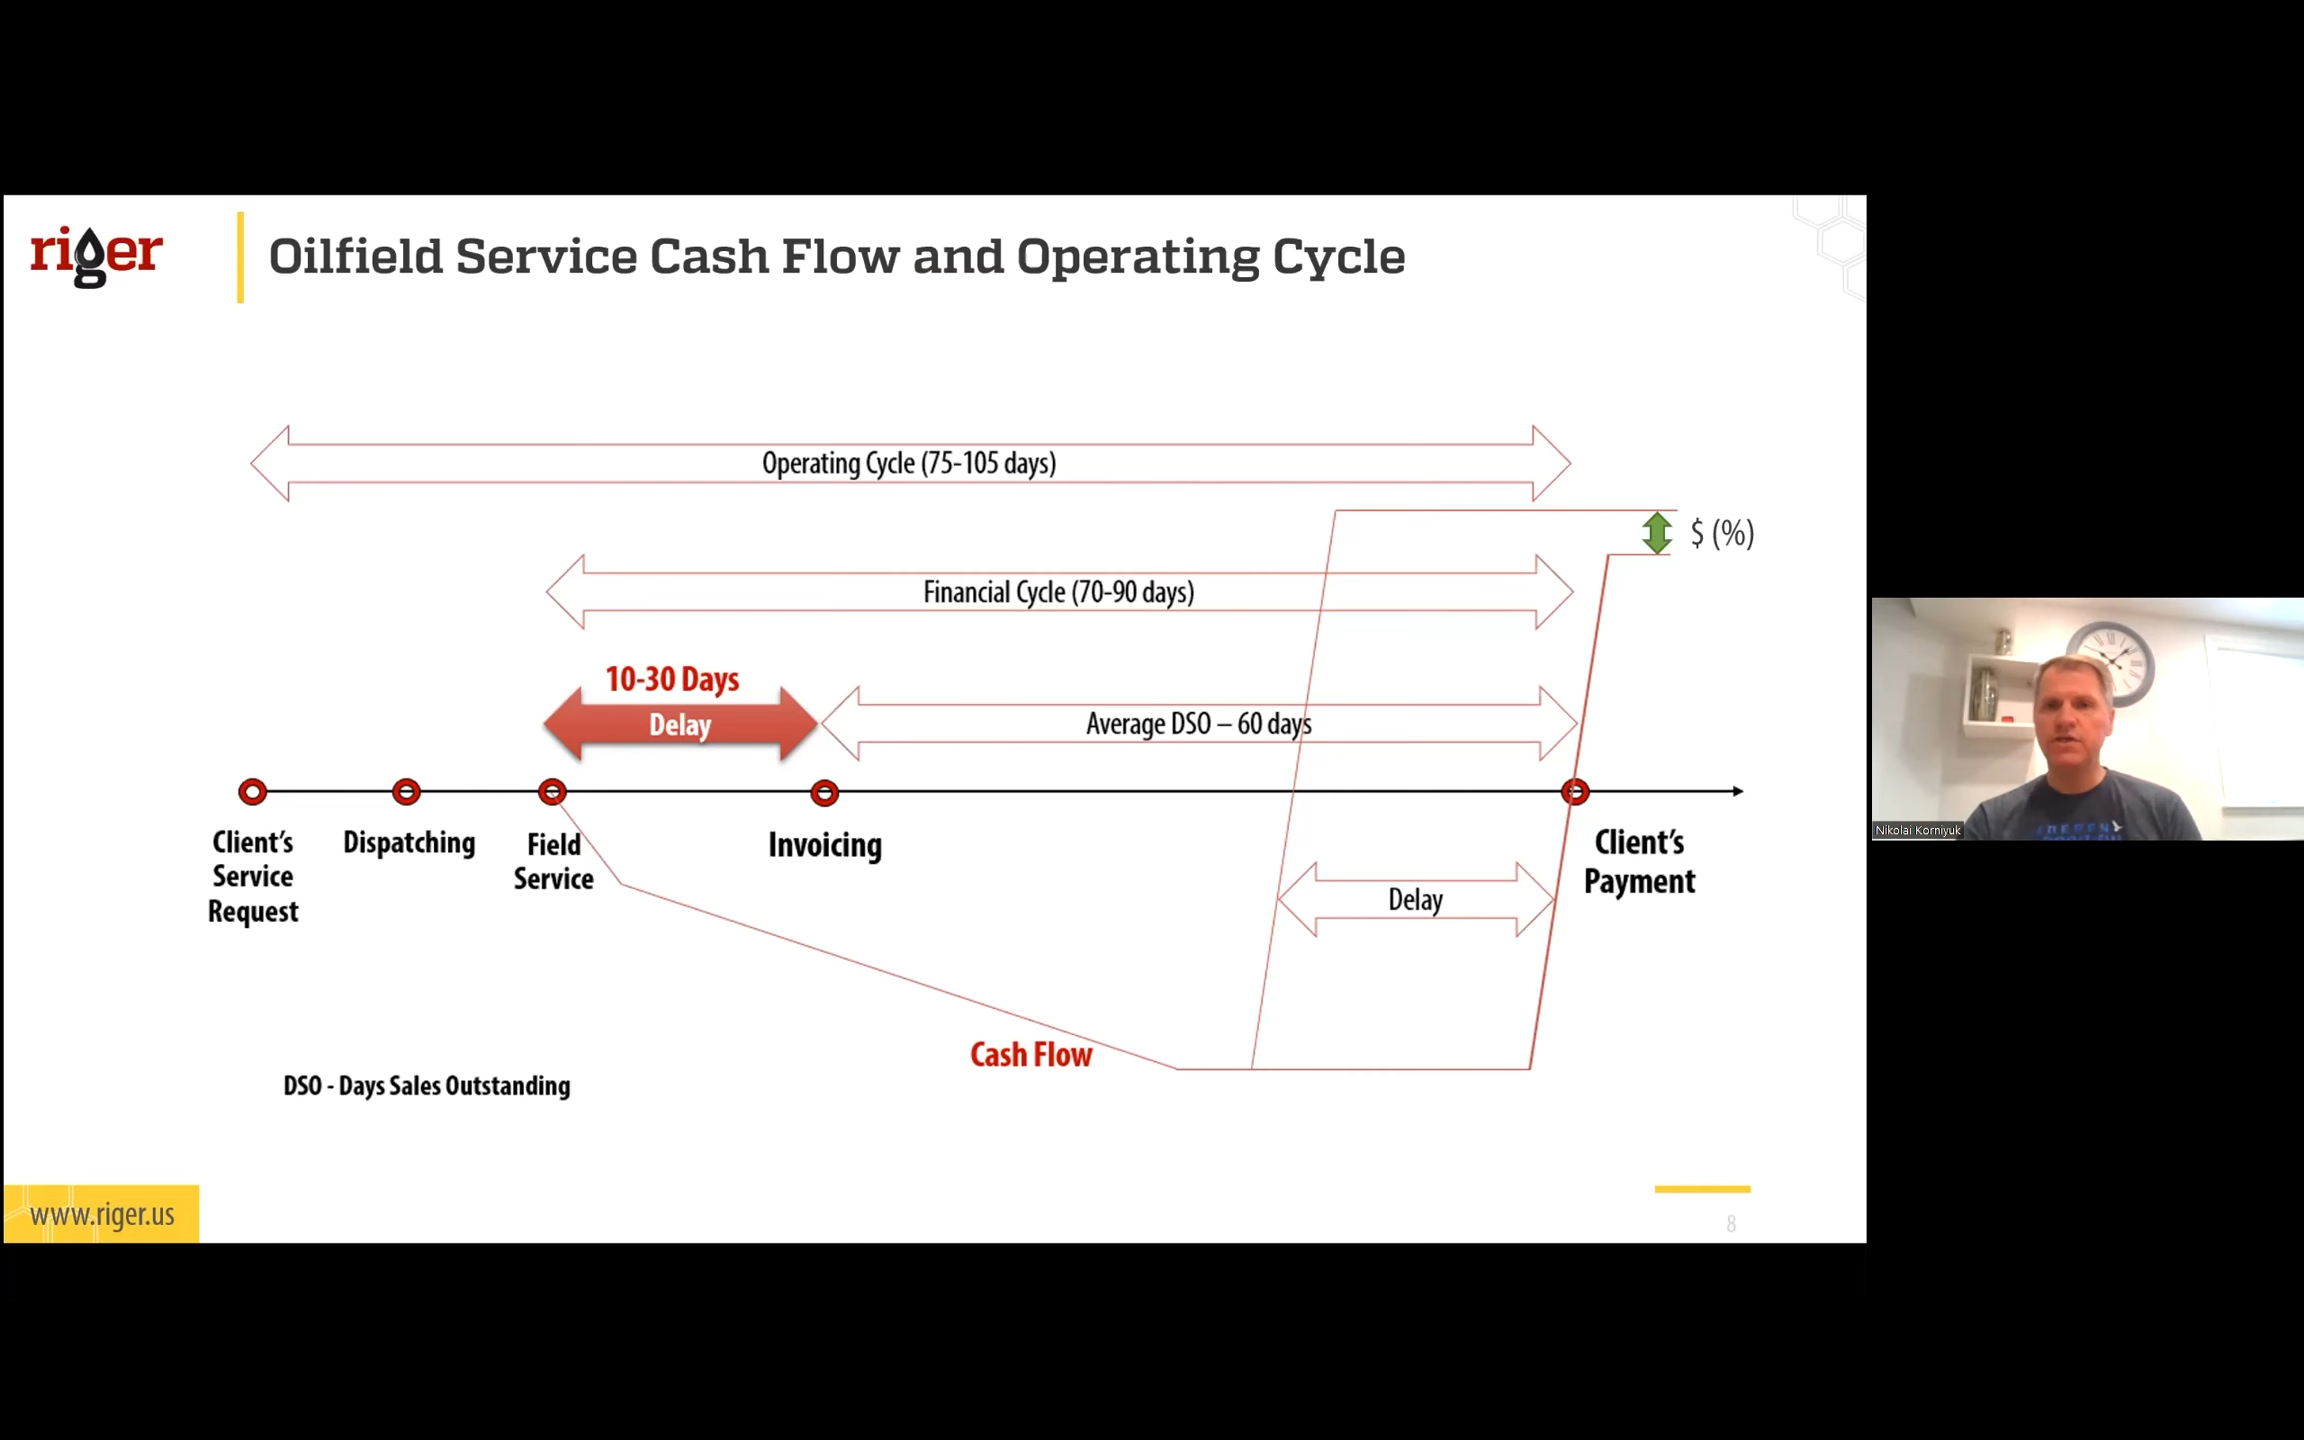 riger
Oilfield Service Cash Flow and Operating Cycle
Operating Cycle (75-105 days)
$ (%)
Financial Cycle (70-90 days)
10-30 Days
Delay
Average DSO – 60 days
Client's
Service
Request
Dispatching
Field
Service
Invoicing
Client's
Payment
Delay
Cash Flow
DSO - Days Sales Outstanding
www.riger.us
8
Nikolai Korniyuk